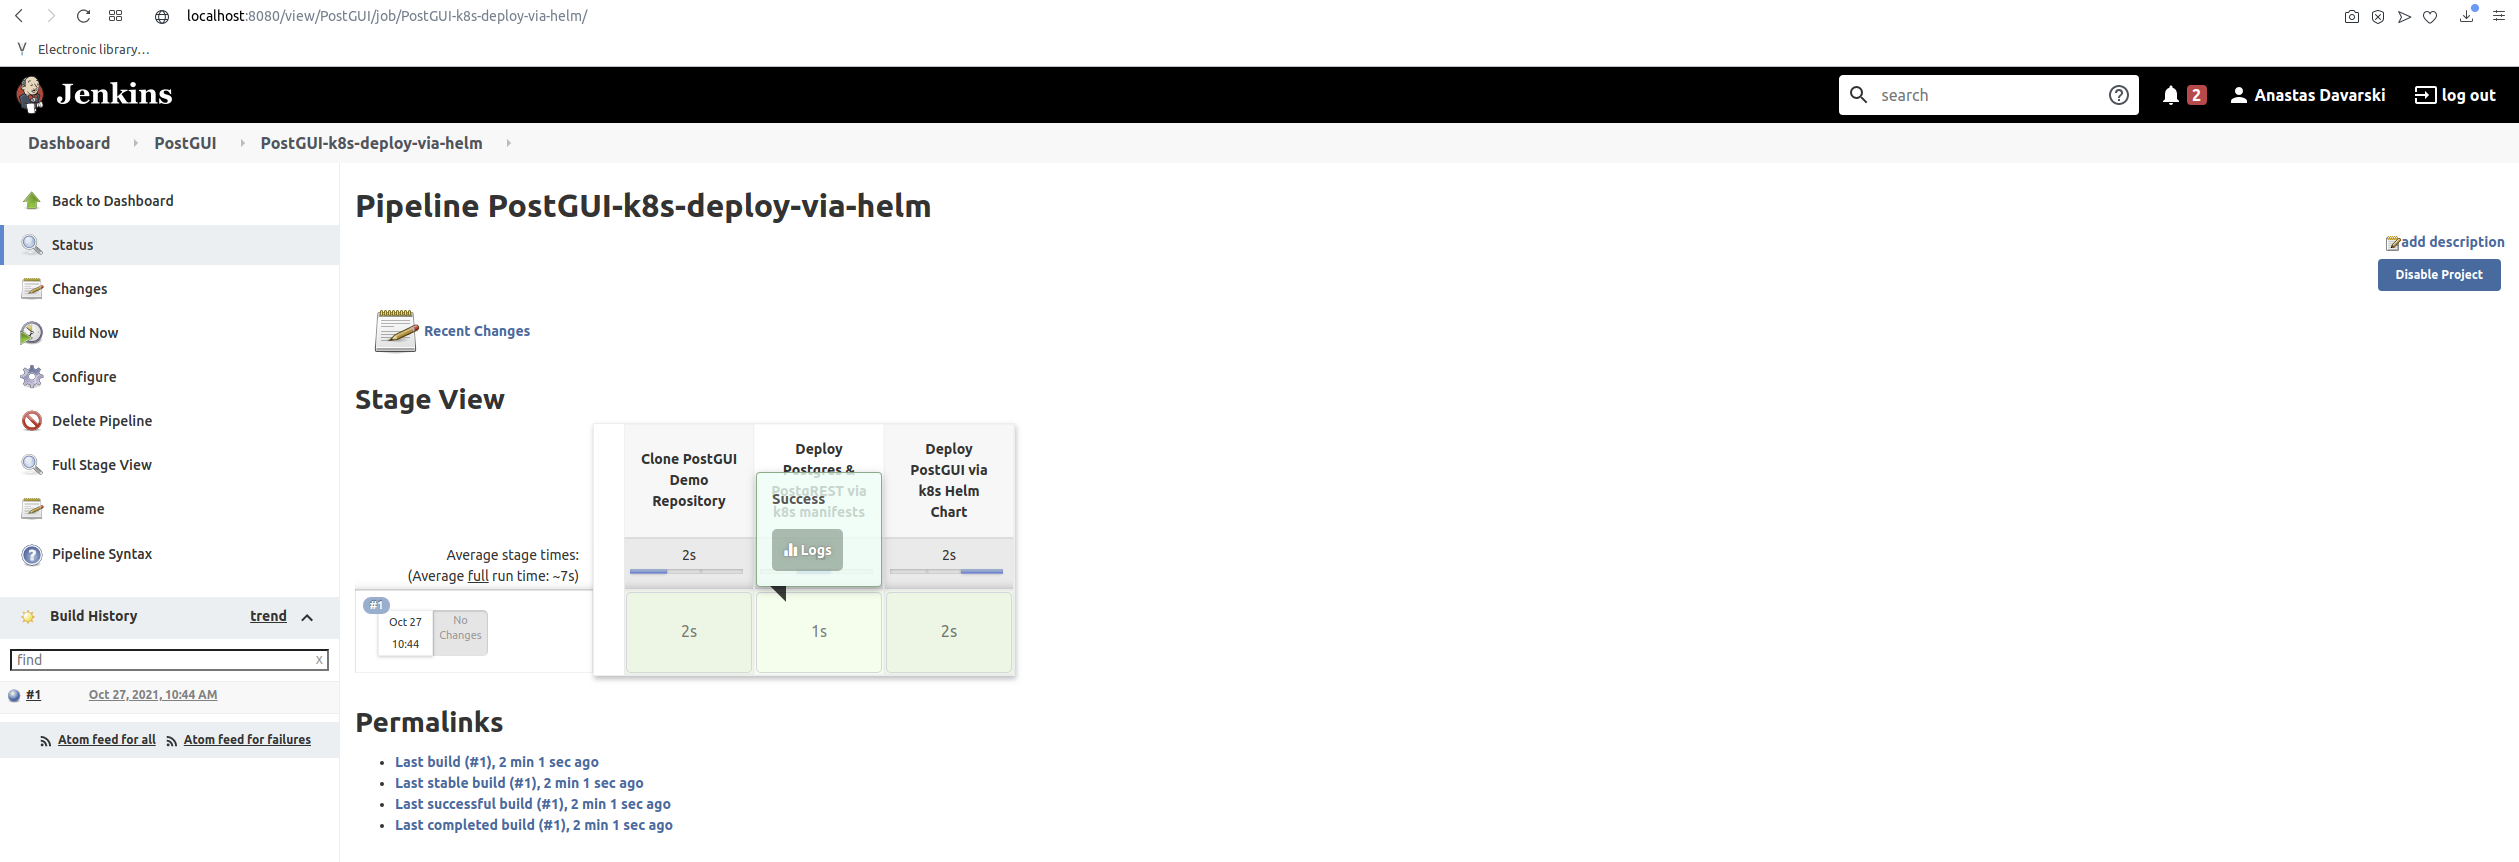 localhost:8080/view/PostGUI/job/PostGUI-k8s-deploy-via-helm/
Electronic library...
Jenkins
search
2
Anastas Davarski
log out
Dashboard
PostGUI
PostGUI-k8s-deploy-via-helm
Back to Dashboard
Status
Changes
Build Now
Configure
Delete Pipeline
Full Stage View
Rename
Pipeline Syntax
Build History
trend
find
x
#1
Oct 27, 2021, 10:44 AM
Atom feed for all
Atom feed for failures
Pipeline PostGUI-k8s-deploy-via-helm
add description
Disable Project
Recent Changes
Stage View
Clone PostGUI
Demo
Repository
Deploy
Postgres &
PostgREST via
k8s manifests
Deploy
PostGUI via
k8s Helm
Chart
Success
Logs
Average stage times:
(Average full run time: ~7s)
2s
2s
#1
Oct 27
10:44
No
Changes
2s
1s
2s
Permalinks
Last build (#1), 2 min 1 sec ago
Last stable build (#1), 2 min 1 sec ago
Last successful build (#1), 2 min 1 sec ago
Last completed build (#1), 2 min 1 sec ago